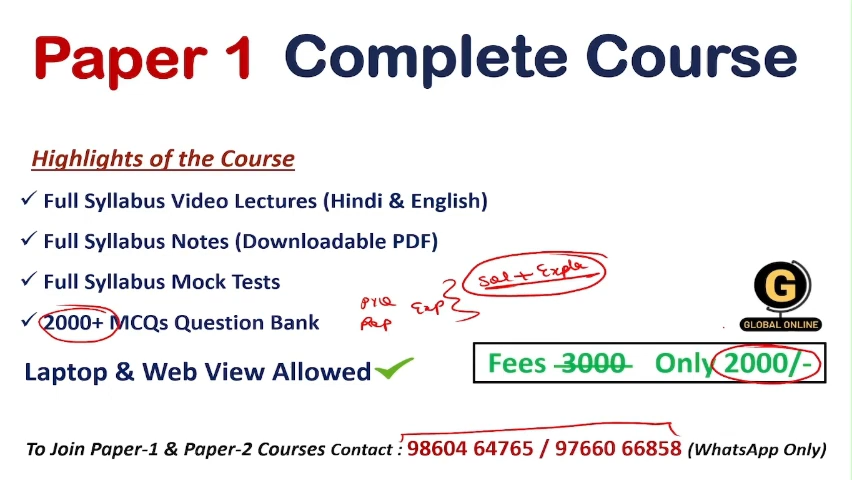 Paper 1 Complete Course
Highlights of the Course
✓ Full Syllabus Video Lectures (Hindi & English)
✓ Full Syllabus Notes (Downloadable PDF)
✓ Full Syllabus Mock Tests
Sol + Expla
✓ 2000+ MCQs Question Bank
PYQ
Exp
G
GLOBAL ONLINE
Laptop & Web View Allowed
Fees 3000 Only 2000/-
To Join Paper-1 & Paper-2 Courses Contact : 98604 64765 / 97660 66858 (WhatsApp Only)